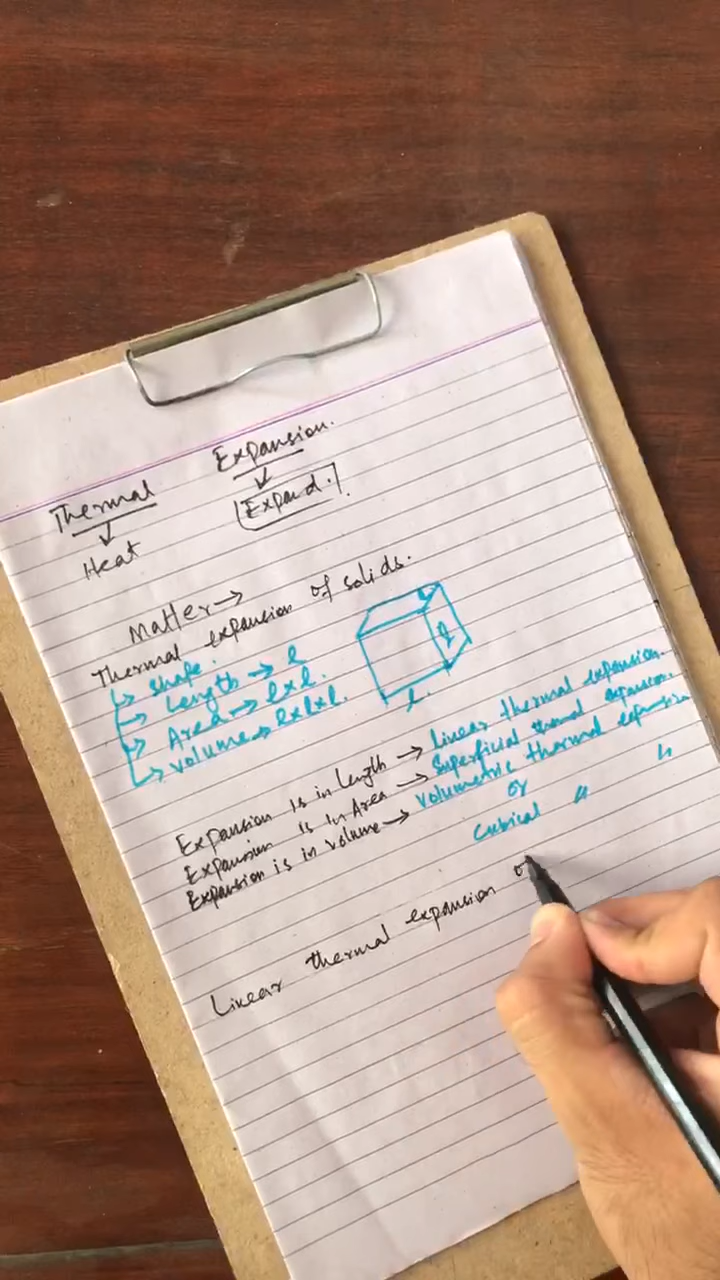 Thermal Expansion.
Heat [Expand.].
Matter →
Thermal expansion of solids.
↳ Shape.
↳ Length → l
↳ Area → l×l.
↳ Volume → l×l×l.
l
l
Expansion is in length → Linear thermal expansion.
Expansion is in Area → Superficial thermal expansion.
Expansion is in volume → Volumetric thermal expansion
or
Cubical " "
Linear thermal expansion o